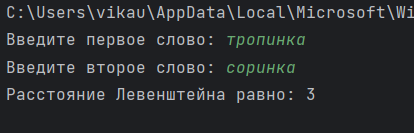 C:\Users\vikau\AppData\Local\Microsoft\Wi
Введите первое слово: тропинка
Введите второе слово: соринка
Расстояние Левенштейна равно: 3